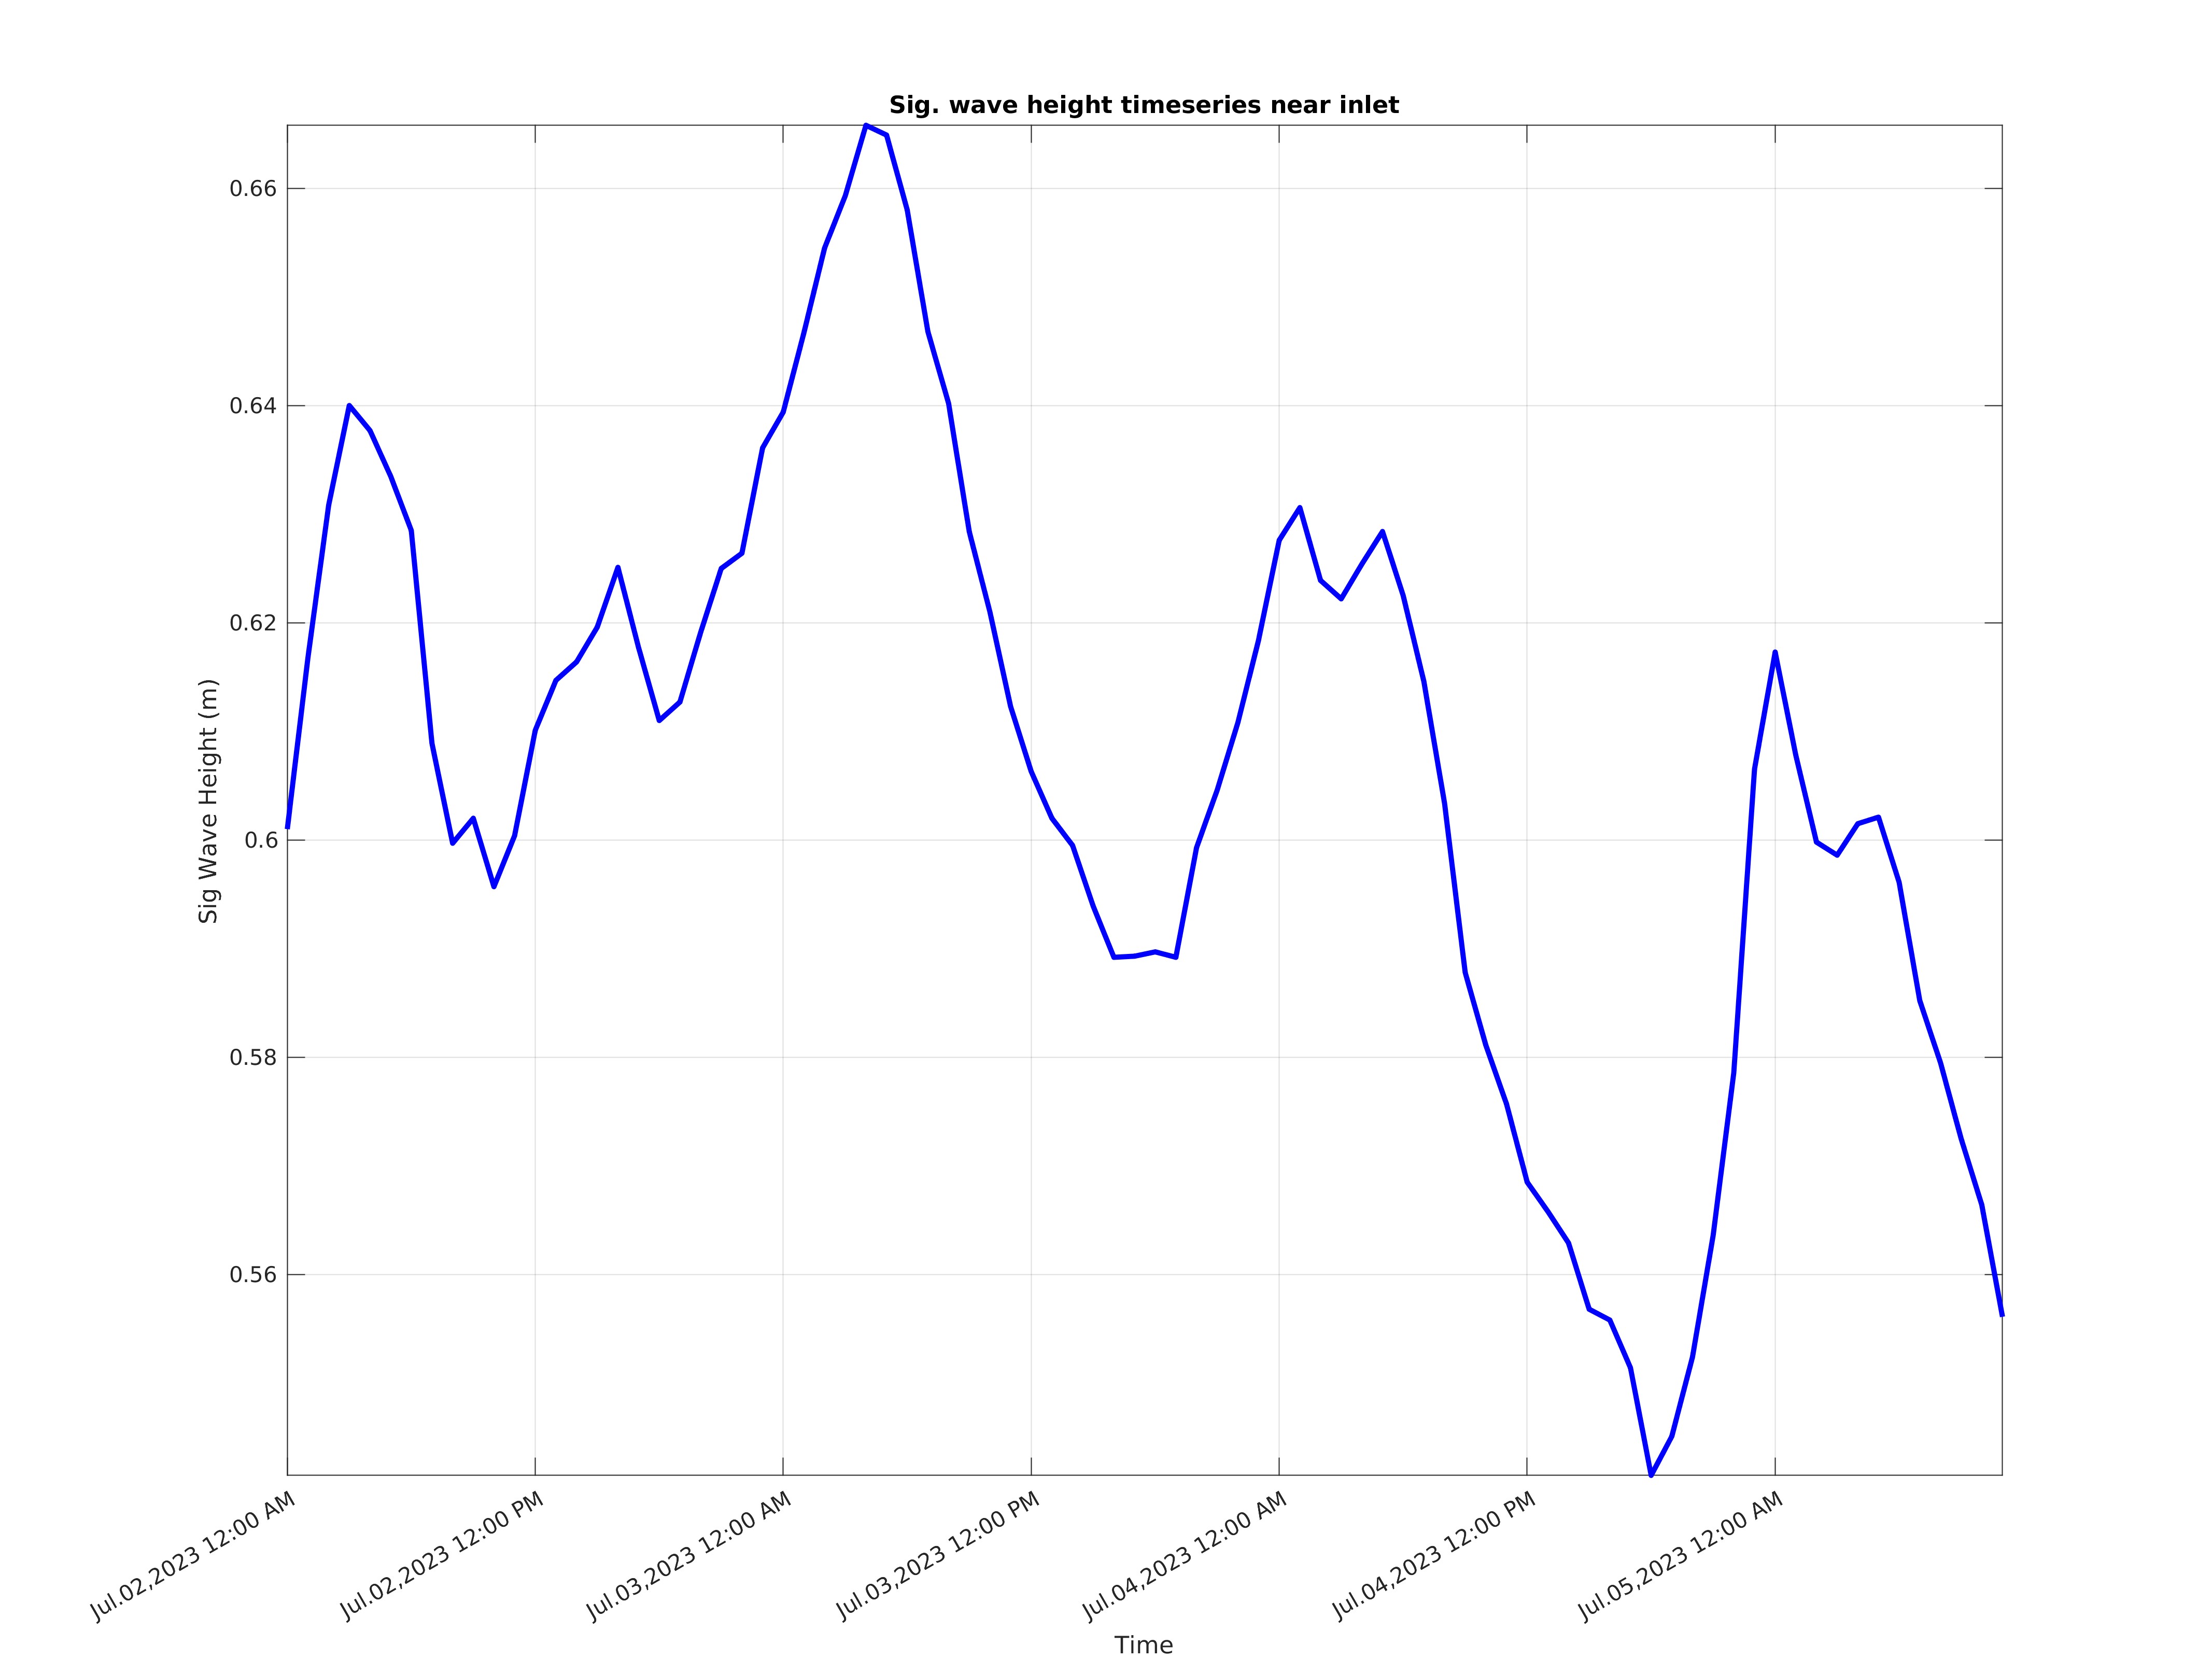 Sig. wave height timeseries near inlet
0.66
0.64
0.62
0.6
0.58
0.56
Sig Wave Height (m)
Jul.02,2023 12:00 AM
Jul.02,2023 12:00 PM
Jul.03,2023 12:00 AM
Jul.03,2023 12:00 PM
Jul.04,2023 12:00 AM
Jul.04,2023 12:00 PM
Jul.05,2023 12:00 AM
Time